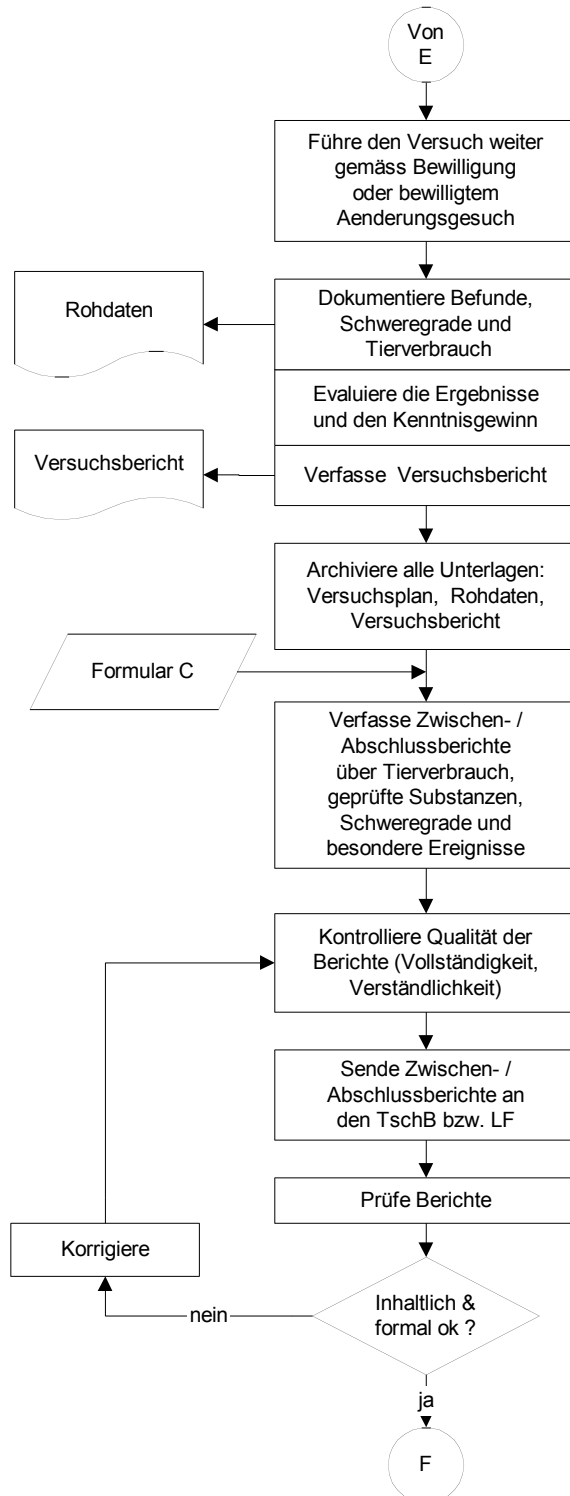 Von
E
Führe den Versuch weiter
gemäss Bewilligung
oder bewilligtem
Aenderungsgesuch
Rohdaten
Dokumentiere Befunde,
Schweregrade und
Tierverbrauch
Evaluiere die Ergebnisse
und den Kenntnisgewinn
Versuchsbericht
Verfasse Versuchsbericht
Archiviere alle Unterlagen:
Versuchsplan, Rohdaten,
Versuchsbericht
Formular C
Verfasse Zwischen- /
Abschlussberichte
über Tierverbrauch,
geprüfte Substanzen,
Schweregrade und
besondere Ereignisse
Kontrolliere Qualität der
Berichte (Vollständigkeit,
Verständlichkeit)
Sende Zwischen- /
Abschlussberichte an
den TschB bzw. LF
Prüfe Berichte
Korrigiere
nein
Inhaltlich &
formal ok ?
ja
F